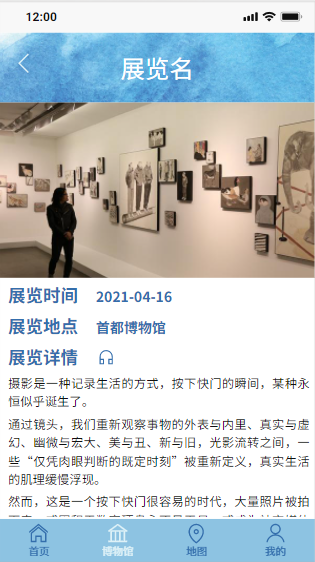 12:00
展览名
展览时间 2021-04-16
展览地点 首都博物馆
展览详情
摄影是一种记录生活的方式，按下快门的瞬间，某种永
恒似乎诞生了。
通过镜头，我们重新观察事物的外表与内里、真实与虚
幻、幽微与宏大、美与丑、新与旧，光影流转之间，一
些“仅凭肉眼判断的既定时刻”被重新定义，真实生活
的肌理缓慢浮现。
然而，这是一个按下快门很容易的时代，大量照片被拍
首页 博物馆 地图 我的